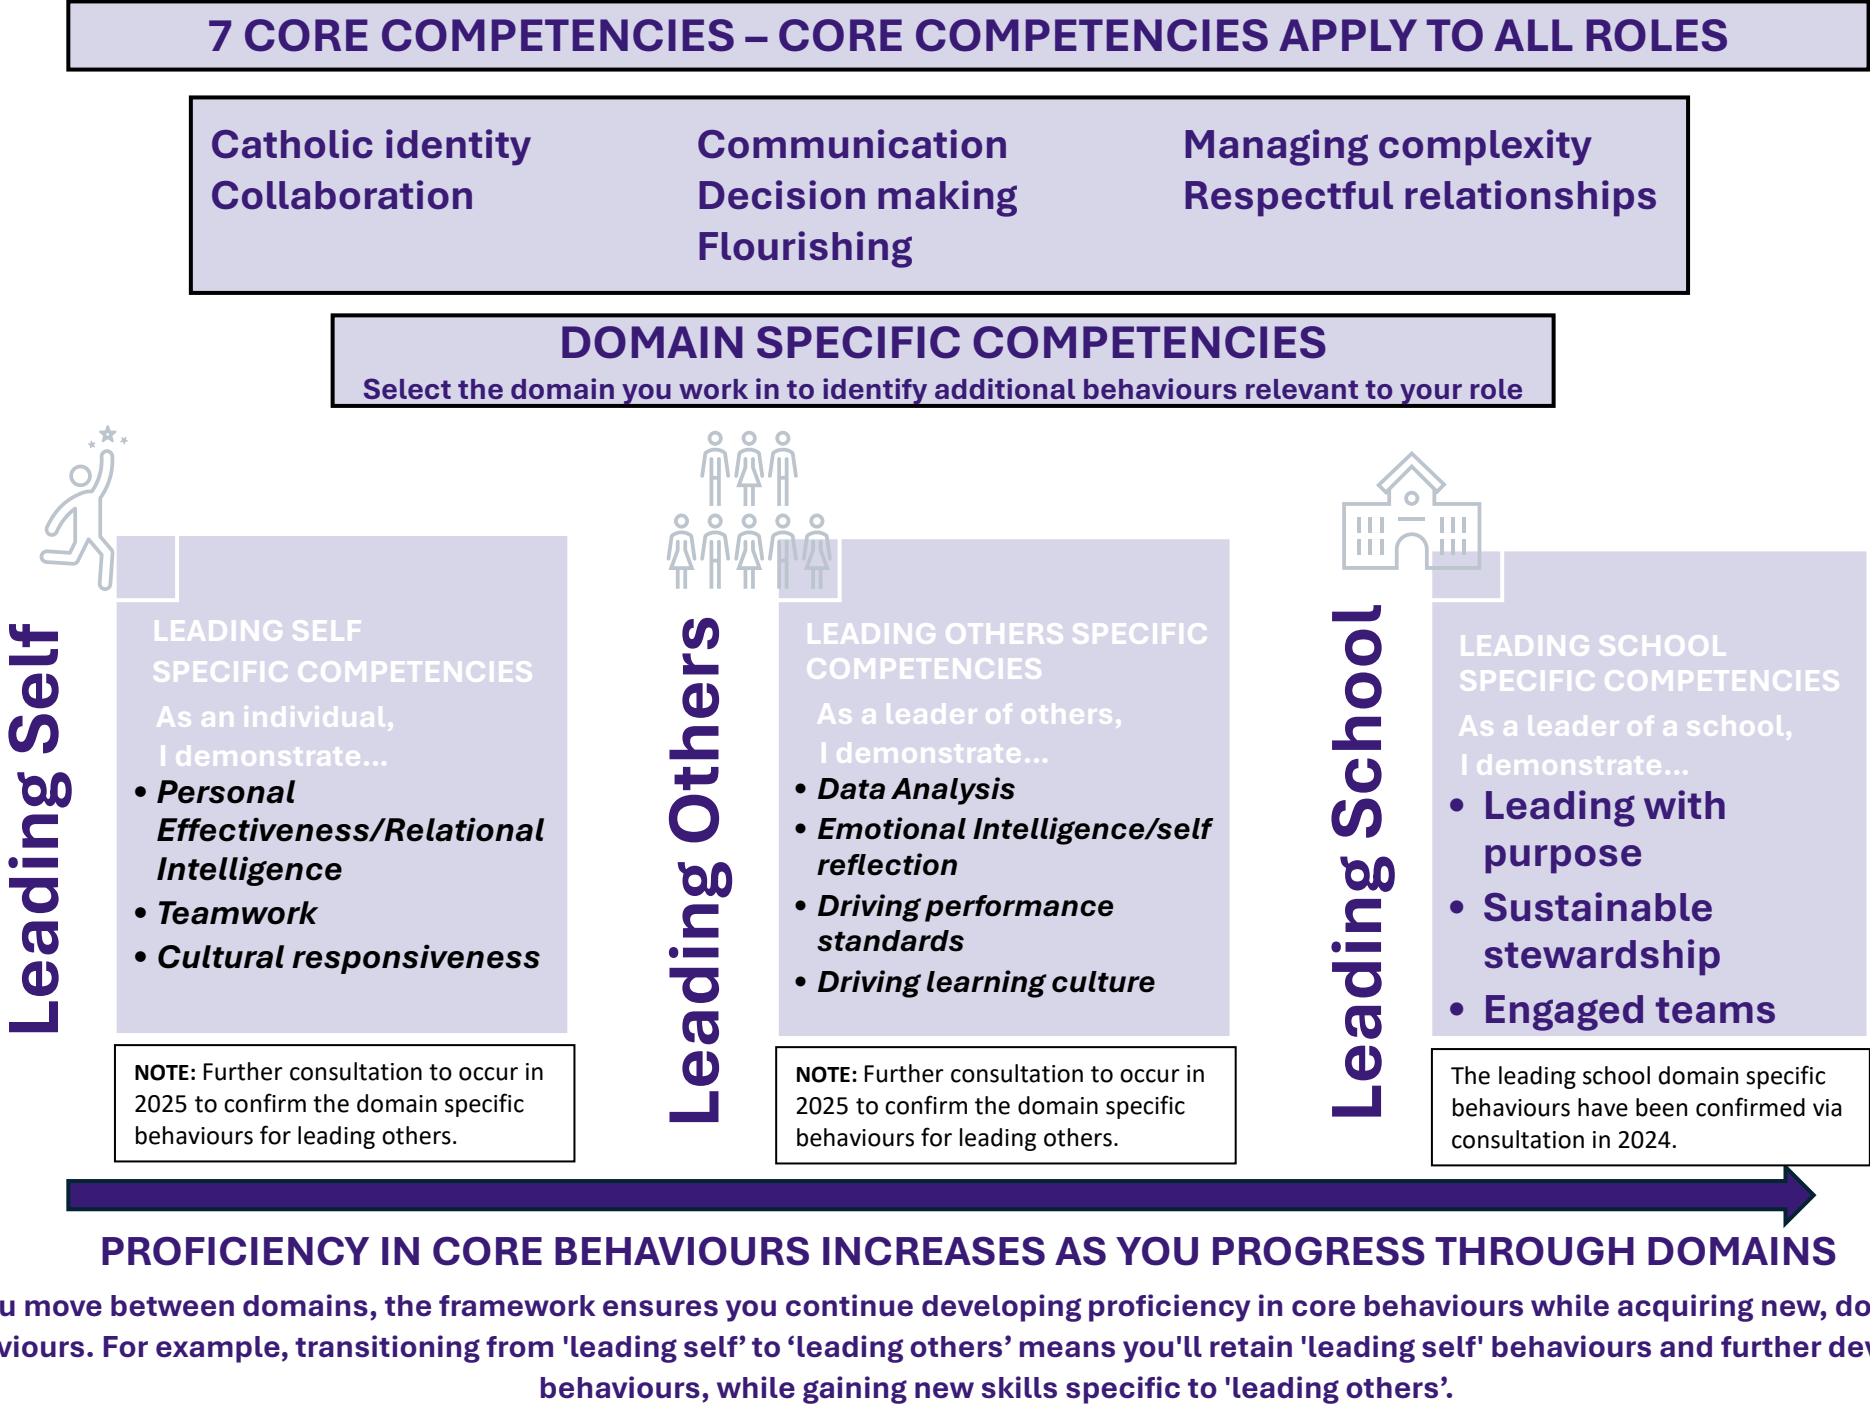 7 CORE COMPETENCIES – CORE COMPETENCIES APPLY TO ALL ROLES
Catholic identity
Collaboration
Communication
Decision making
Flourishing
Managing complexity
Respectful relationships
DOMAIN SPECIFIC COMPETENCIES
Select the domain you work in to identify additional behaviours relevant to your role
Leading Self
LEADING SELF
SPECIFIC COMPETENCIES
As an individual,
I demonstrate...
• Personal
Effectiveness/Relational
Intelligence
• Teamwork
• Cultural responsiveness
NOTE: Further consultation to occur in
2025 to confirm the domain specific
behaviours for leading others.
Leading Others
LEADING OTHERS SPECIFIC
COMPETENCIES
As a leader of others,
I demonstrate...
• Data Analysis
• Emotional Intelligence/self
reflection
• Driving performance
standards
• Driving learning culture
NOTE: Further consultation to occur in
2025 to confirm the domain specific
behaviours for leading others.
Leading School
LEADING SCHOOL
SPECIFIC COMPETENCIES
As a leader of a school,
I demonstrate...
• Leading with
purpose
• Sustainable
stewardship
• Engaged teams
The leading school domain specific
behaviours have been confirmed via
consultation in 2024.
PROFICIENCY IN CORE BEHAVIOURS INCREASES AS YOU PROGRESS THROUGH DOMAINS
u move between domains, the framework ensures you continue developing proficiency in core behaviours while acquiring new, do
viours. For example, transitioning from 'leading self’ to ‘leading others’ means you'll retain 'leading self' behaviours and further dev
behaviours, while gaining new skills specific to 'leading others’.